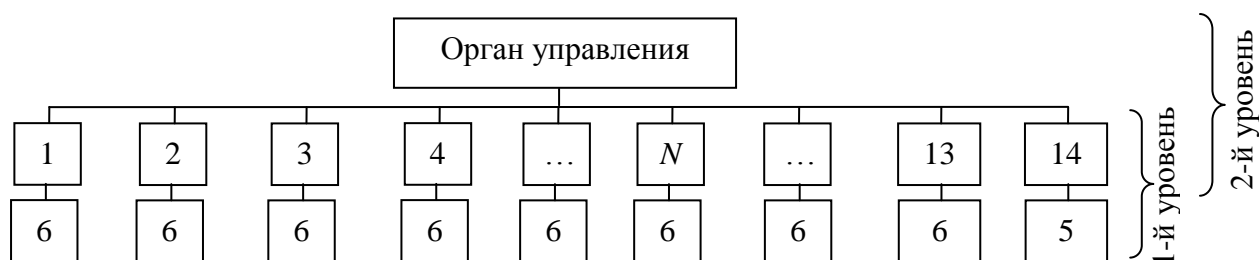 Орган управления
1 2 3 4 … N … 13 14
6 6 6 6 6 6 6 6 5
1-й уровень
2-й уровень